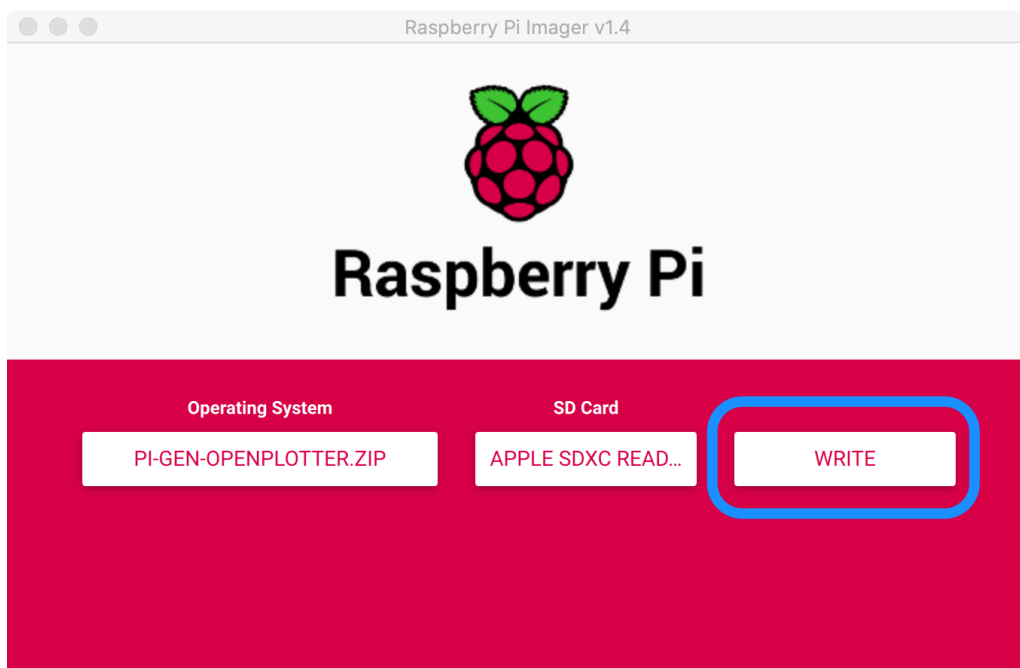 Raspberry Pi Imager v1.4
Raspberry Pi
Operating System
SD Card
PI-GEN-OPENPLOTTER.ZIP
APPLE SDXC READ...
WRITE